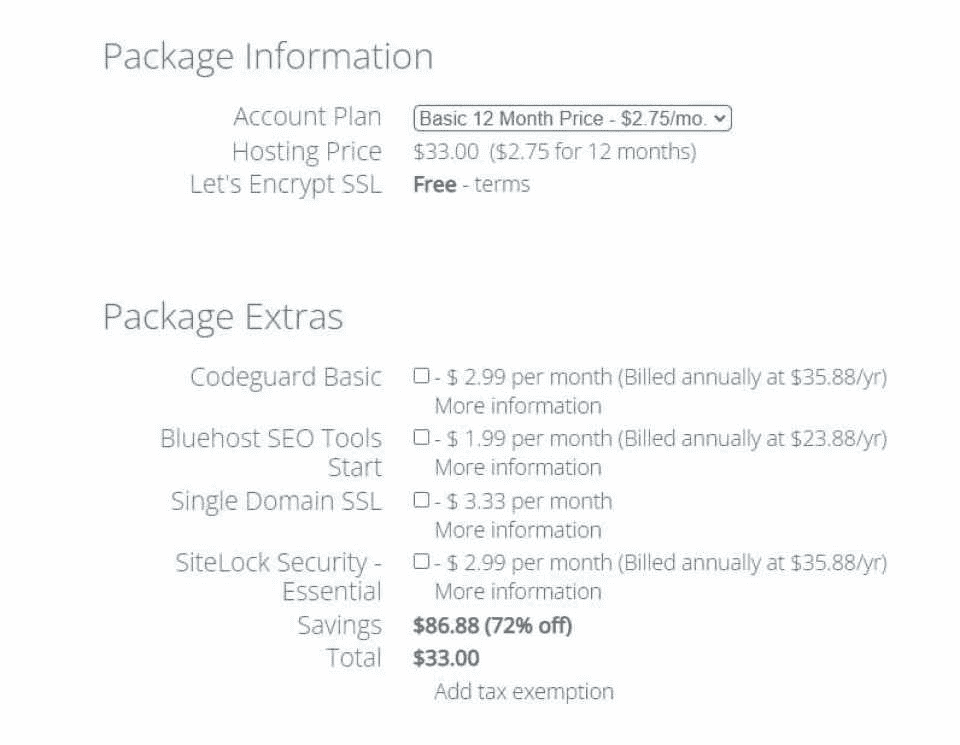 Package Information
Account Plan Basic 12 Month Price - $2.75/mo.
Hosting Price $33.00 ($2.75 for 12 months)
Let's Encrypt SSL Free - terms
Package Extras
Codeguard Basic - $ 2.99 per month (Billed annually at $35.88/yr)
More information
Bluehost SEO Tools - $ 1.99 per month (Billed annually at $23.88/yr)
Start More information
Single Domain SSL - $ 3.33 per month
More information
SiteLock Security - - $ 2.99 per month (Billed annually at $35.88/yr)
Essential More information
Savings $86.88 (72% off)
Total $33.00
Add tax exemption